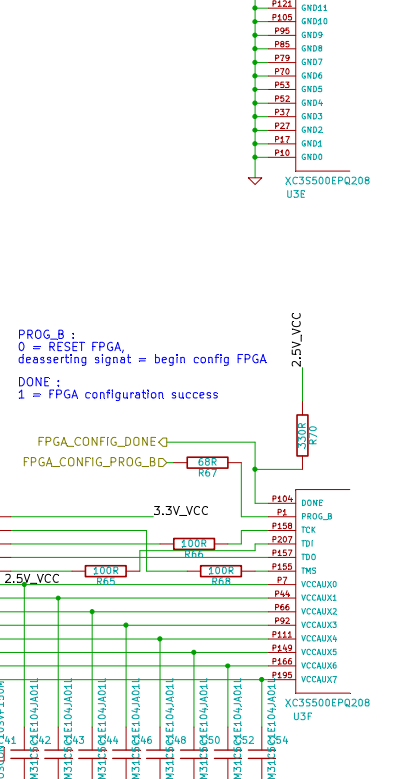 P121 GND11
P105 GND10
P95 GND9
P85 GND8
P79 GND7
P70 GND6
P53 GND5
P52 GND4
P37 GND3
P27 GND2
P17 GND1
P10 GND0
XC3S500EPQ208
U3E
PROG_B :
0 = RESET FPGA,
deasserting signat = begin config FPGA
DONE :
1 = FPGA configuration success
2.5V_VCC
330R
R70
FPGA_CONFIG_DONE
FPGA_CONFIG_PROG_B
68R
R67
P104 DONE
3.3V_VCC
P1 PROG_B
P158 TCK
100R
R66
P207 TDI
P157 TDO
100R
R65
100R
R68
P155 TMS
2.5V_VCC
P7 VCCAUX0
P44 VCCAUX1
P66 VCCAUX2
P92 VCCAUX3
P111 VCCAUX4
P149 VCCAUX5
P166 VCCAUX6
P195 VCCAUX7
XC3S500EPQ208
U3F